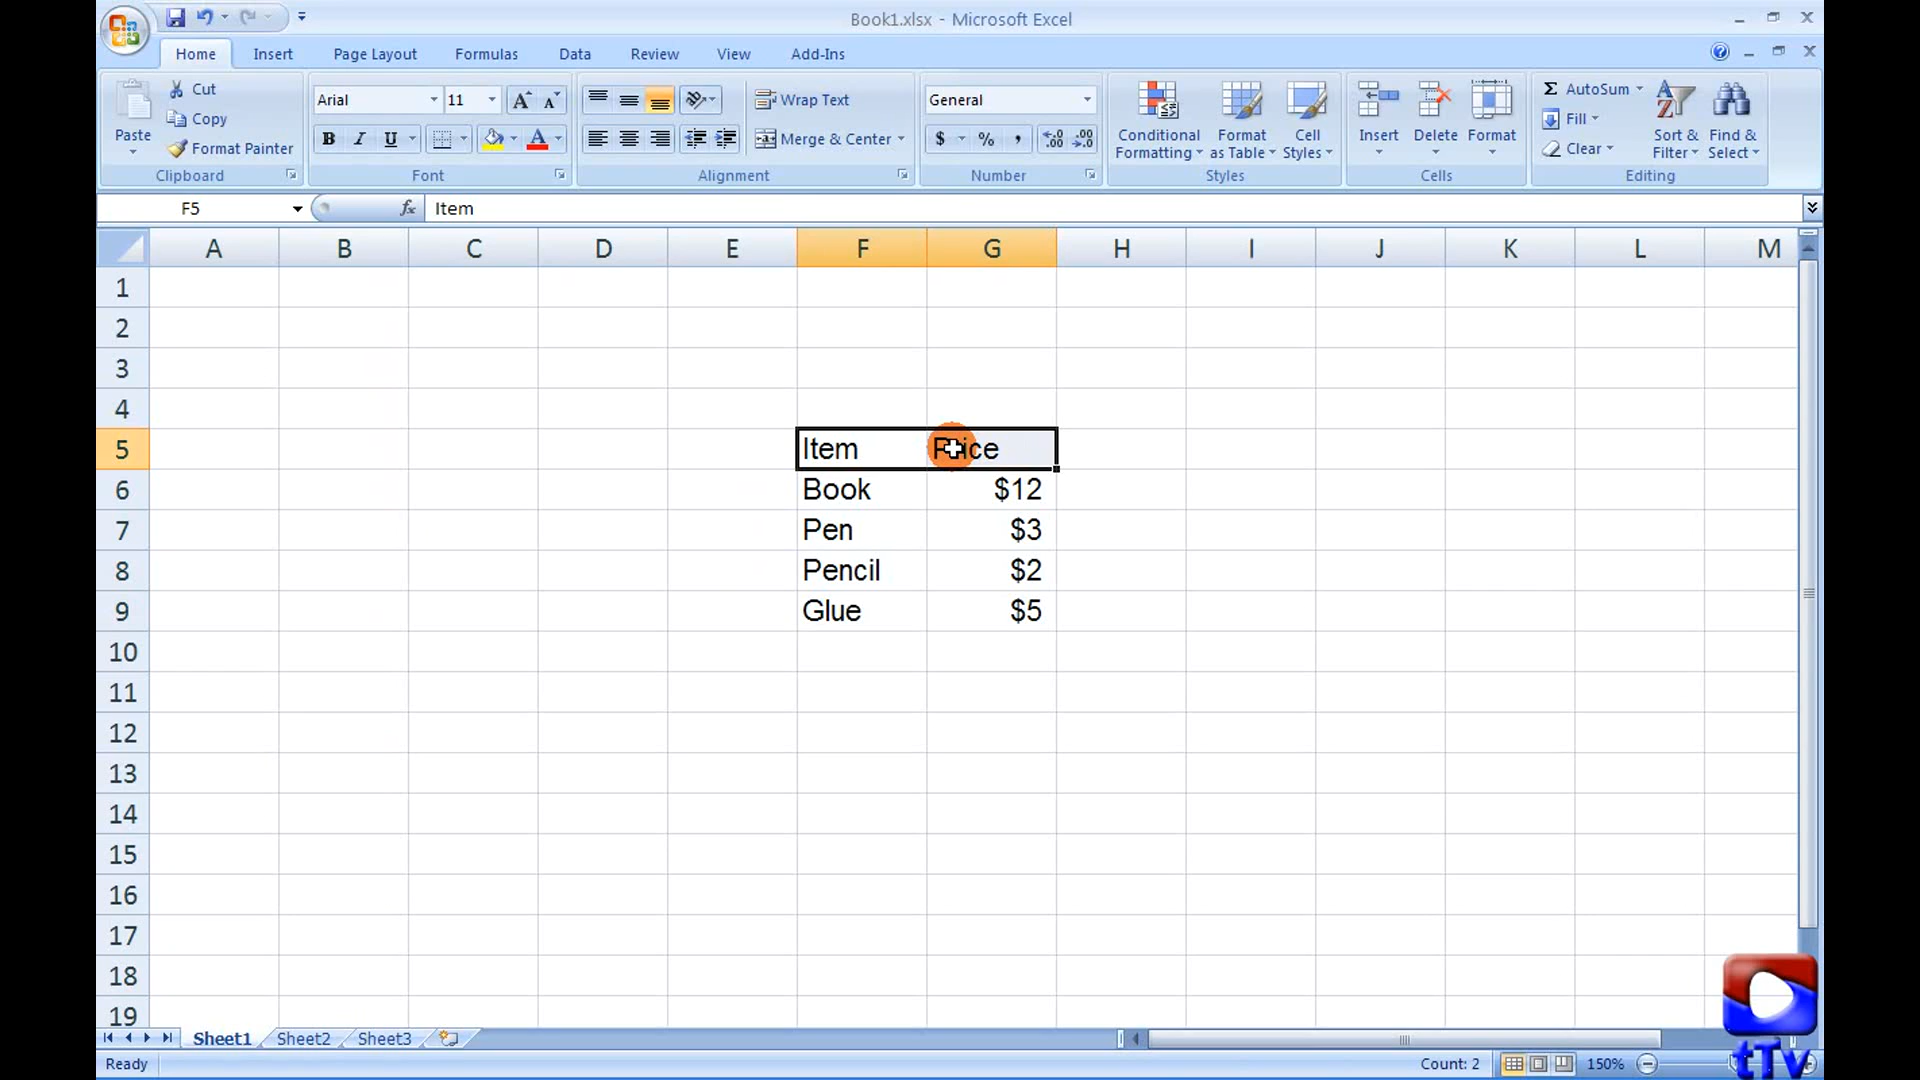 Book1.xlsx - Microsoft Excel
Home Insert Page Layout Formulas Data Review View Add-Ins
Paste
Cut
Copy
Format Painter
Clipboard
Arial 11
B I U A
Font
Wrap Text
Merge & Center
Alignment
General
$ % ,
Number
Conditional Formatting
Format as Table
Cell Styles
Styles
Insert Delete Format
Cells
Σ AutoSum
Fill
Clear
Sort & Filter
Find & Select
Editing
F5 fx Item
A B C D E F G H I J K L M
1
2
3
4
5 Item Price
6 Book $12
7 Pen $3
8 Pencil $2
9 Glue $5
10
11
12
13
14
15
16
17
18
19
Sheet1 Sheet2 Sheet3
Ready Count: 2 150%
tTv